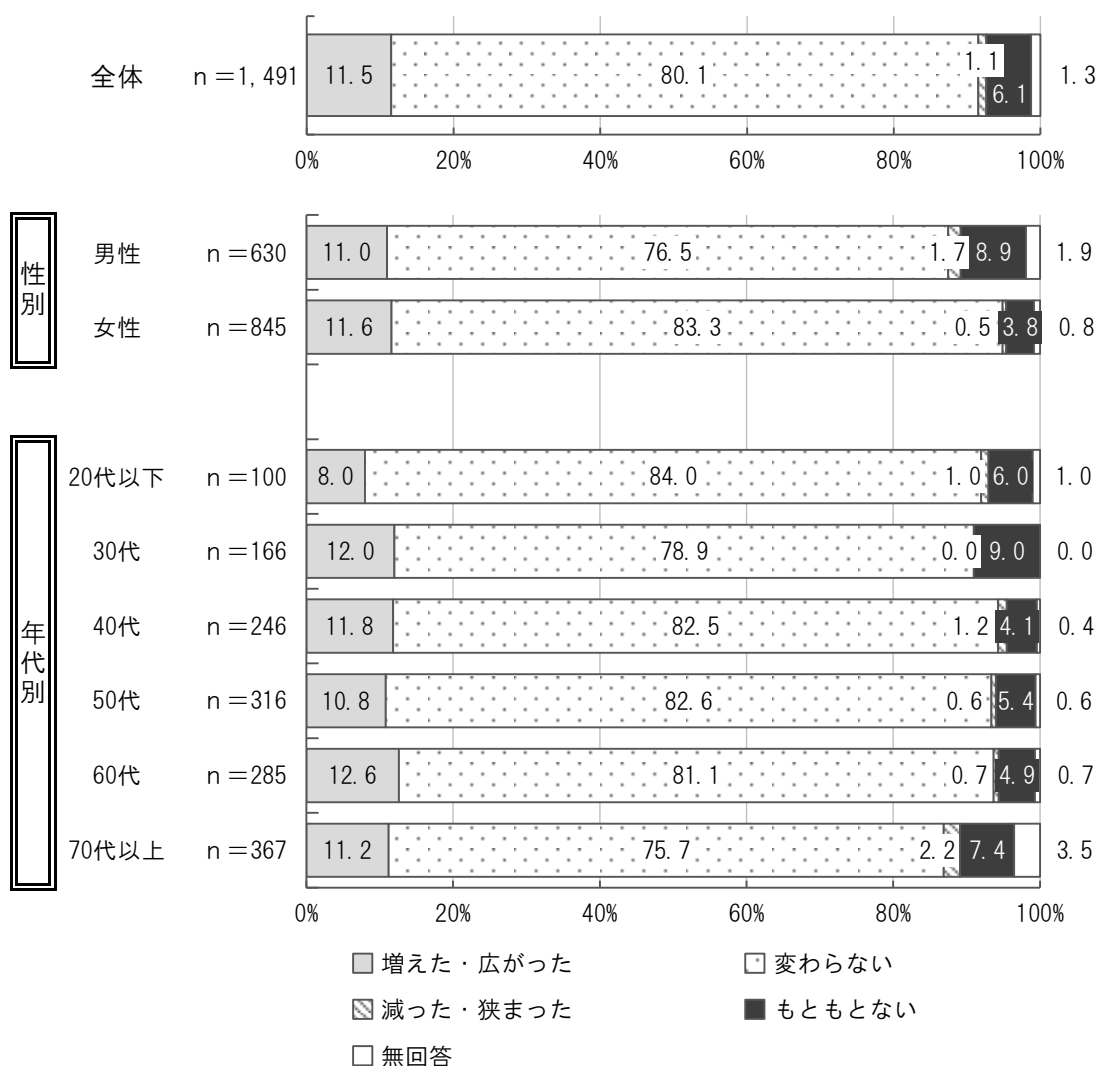 全体 n＝1,491 11.5 80.1 1.1 6.1 1.3
0% 20% 40% 60% 80% 100%
性別
男性 n＝630 11.0 76.5 1.7 8.9 1.9
女性 n＝845 11.6 83.3 0.5 3.8 0.8
年代別
20代以下 n＝100 8.0 84.0 1.0 6.0 1.0
30代 n＝166 12.0 78.9 0.0 9.0 0.0
40代 n＝246 11.8 82.5 1.2 4.1 0.4
50代 n＝316 10.8 82.6 0.6 5.4 0.6
60代 n＝285 12.6 81.1 0.7 4.9 0.7
70代以上 n＝367 11.2 75.7 2.2 7.4 3.5
0% 20% 40% 60% 80% 100%
増えた・広がった 変わらない
減った・狭まった もともとない
無回答